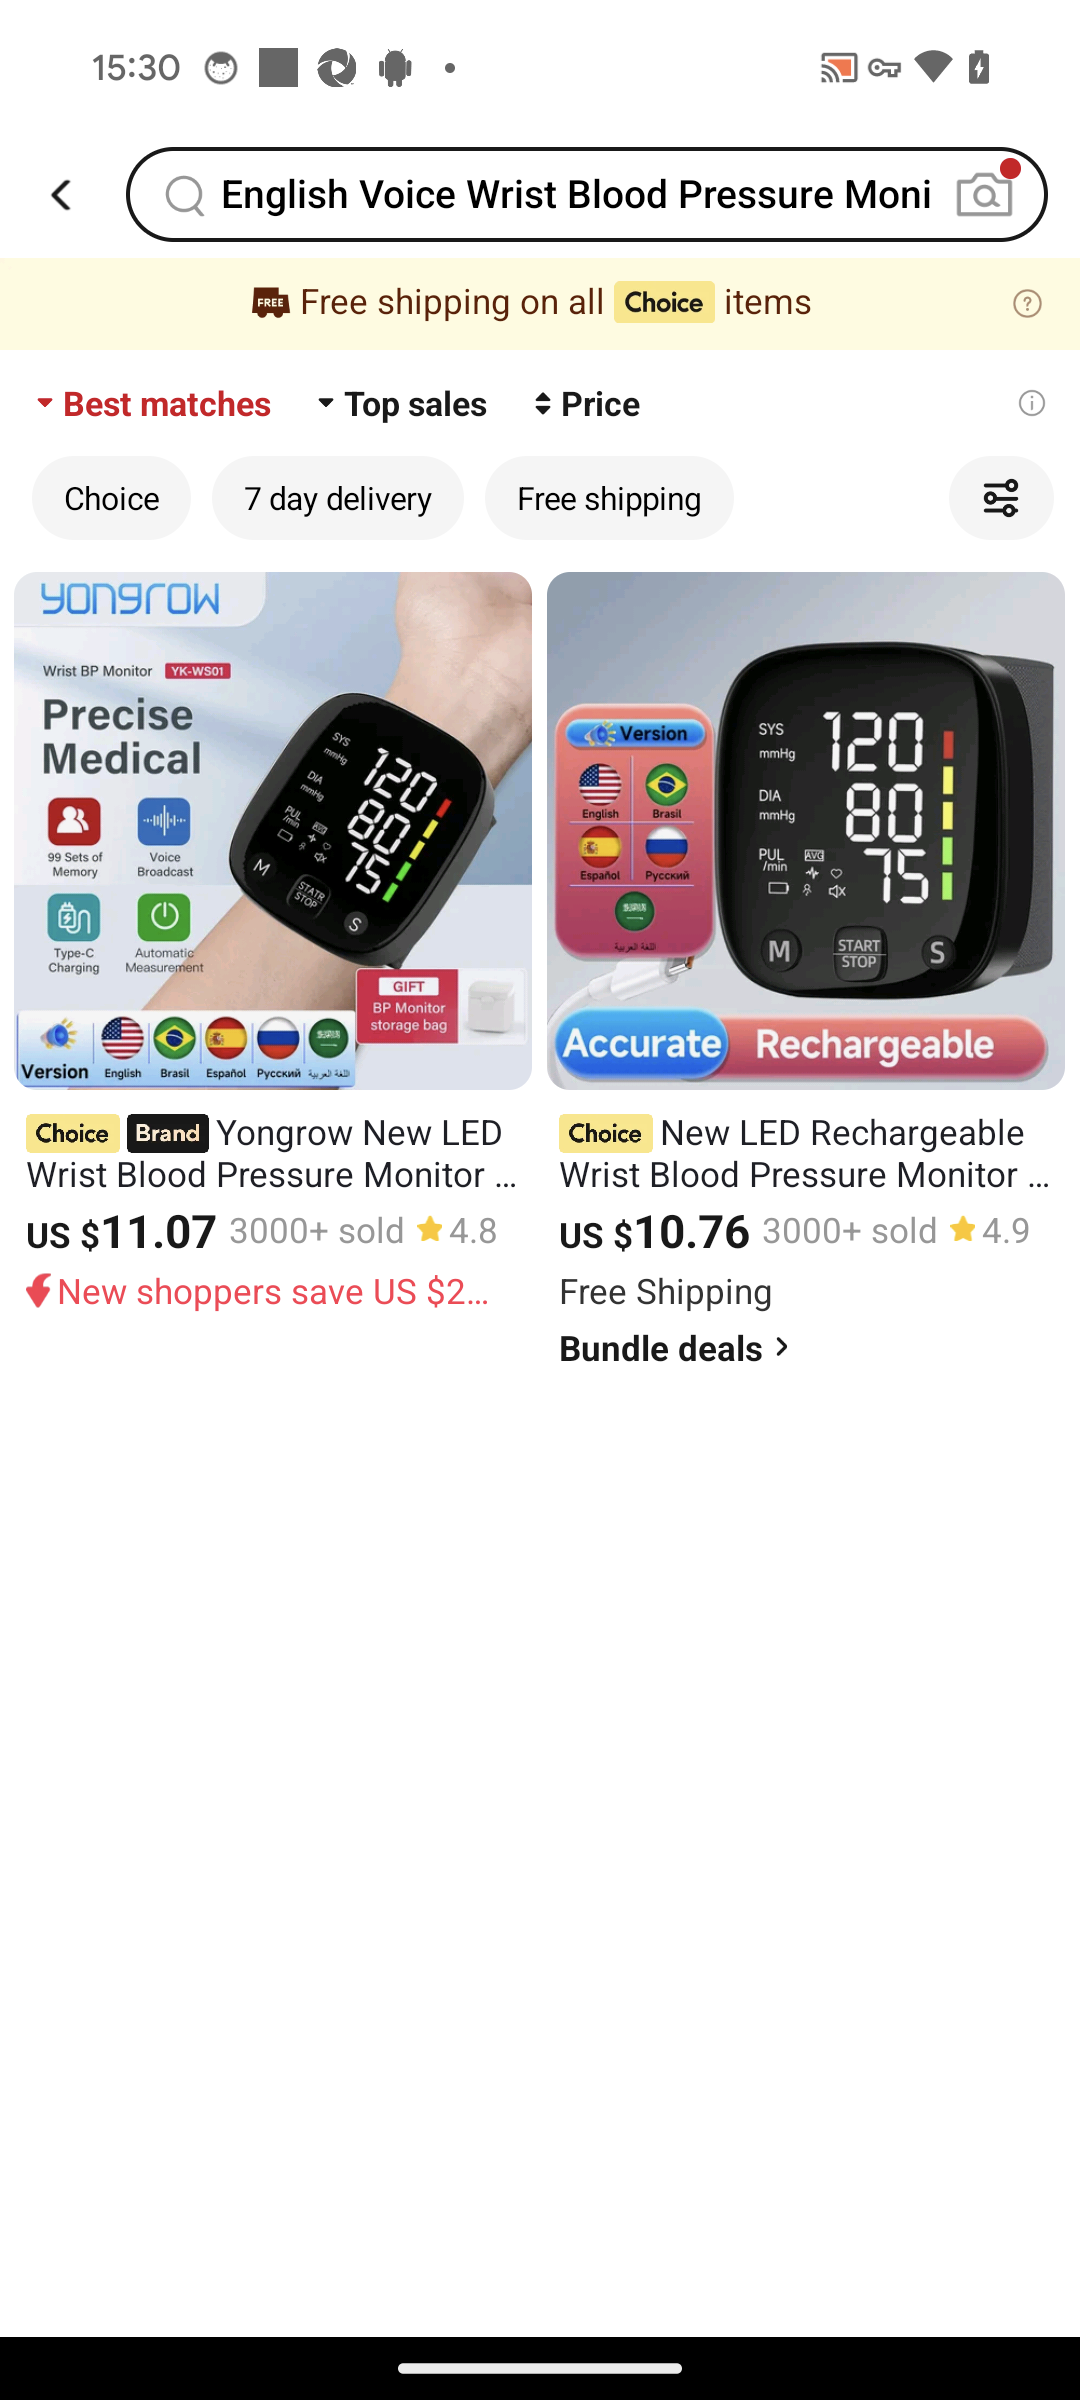 15:30
English Voice Wrist Blood Pressure Moni
FREE Free shipping on all Choice items
Best matches
Top sales
Price
Choice
7 day delivery
Free shipping
YONGROW
Wrist BP Monitor YK-WS01
Precise
Medical
99 Sets of
Memory
Voice
Broadcast
Type-C
Charging
Automatic
Measurement
SYS
mmHg
120
DIA
mmHg
80
PUL
/min
AVG
75
M
STATR
STOP
S
GIFT
BP Monitor
storage bag
Version
English
Brasil
Español
Русский
اللغة العربية
Version
English
Brasil
Español
Русский
اللغة العربية
SYS
mmHg
120
DIA
mmHg
80
PUL
/min
AVG
75
M
START
STOP
S
Accurate Rechargeable
Choice Brand Yongrow New LED
Wrist Blood Pressure Monitor ...
US $11.07 3000+ sold 4.8
New shoppers save US $2...
Choice New LED Rechargeable
Wrist Blood Pressure Monitor ...
US $10.76 3000+ sold 4.9
Free Shipping
Bundle deals >